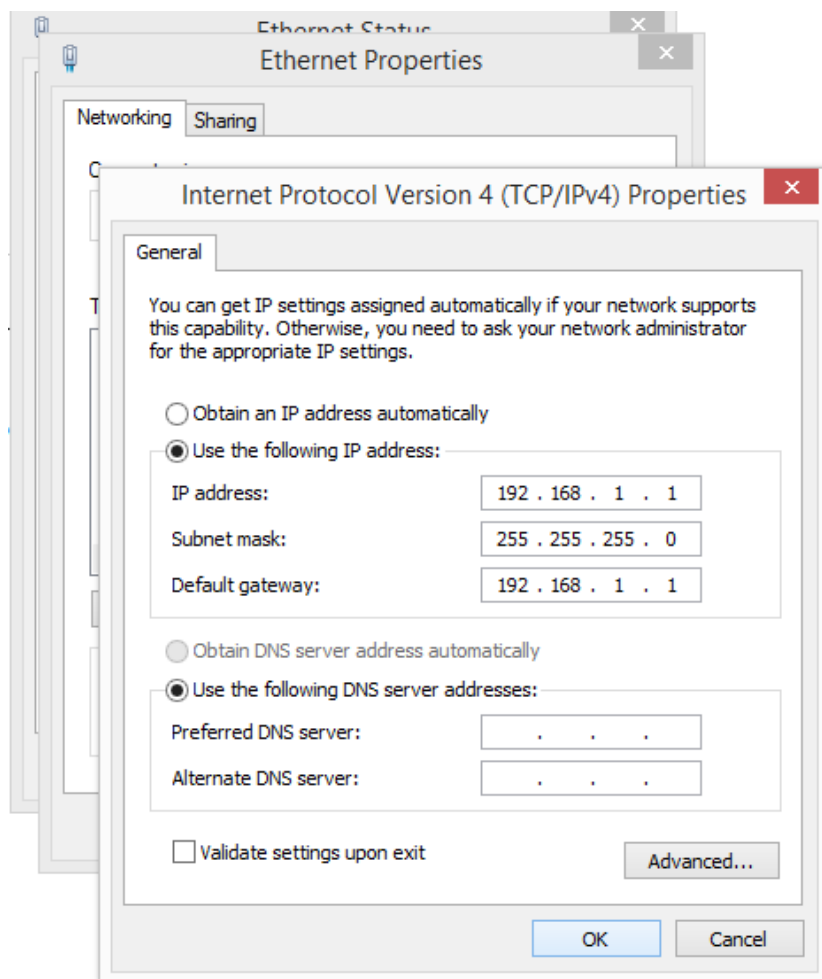 Ethernet Status
Ethernet Properties
Networking
Sharing
Internet Protocol Version 4 (TCP/IPv4) Properties
General
You can get IP settings assigned automatically if your network supports
this capability. Otherwise, you need to ask your network administrator
for the appropriate IP settings.
Obtain an IP address automatically
Use the following IP address:
IP address: 192 . 168 . 1 . 1
Subnet mask: 255 . 255 . 255 . 0
Default gateway: 192 . 168 . 1 . 1
Obtain DNS server address automatically
Use the following DNS server addresses:
Preferred DNS server: . . .
Alternate DNS server: . . .
Validate settings upon exit
Advanced...
OK
Cancel